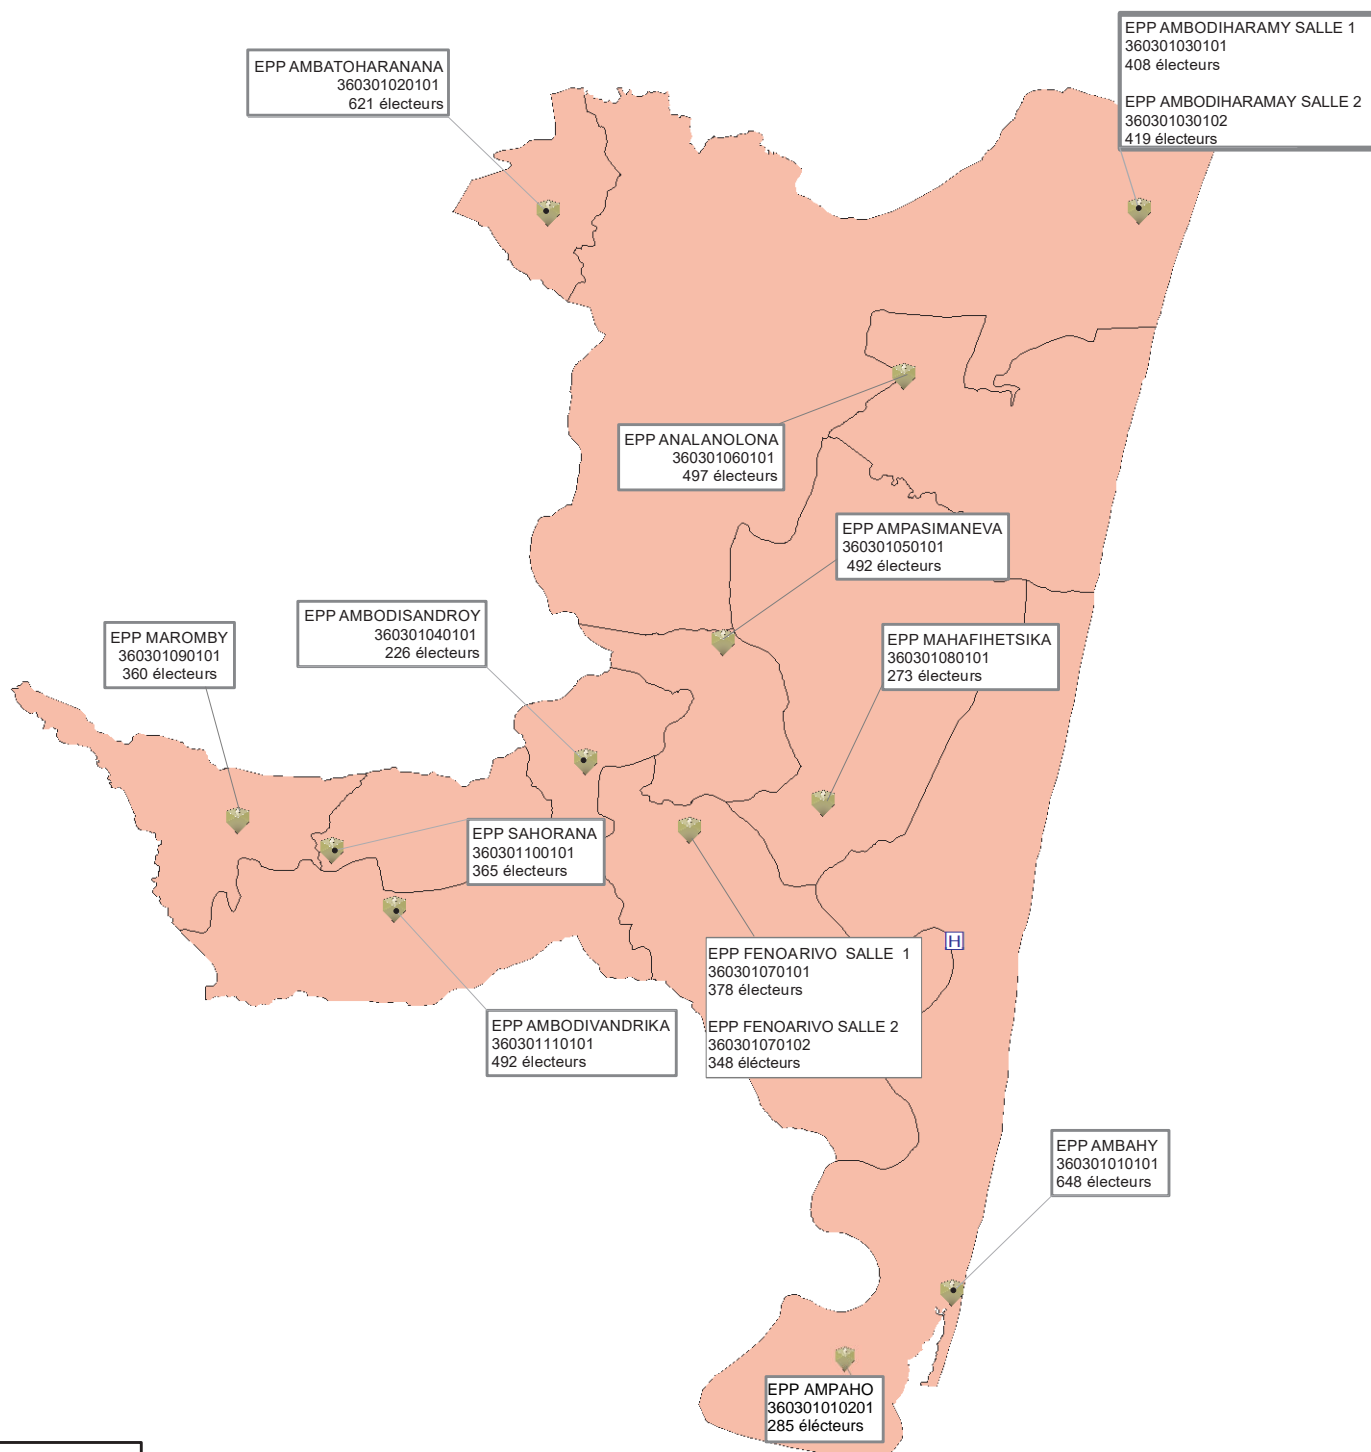 EPP AMBODIHARAMY SALLE 1
360301030101
408 électeurs
EPP AMBODIHARAMAY SALLE 2
360301030102
419 électeurs
EPP AMBATOHARANANA
360301020101
621 électeurs
EPP ANALANOLONA
360301060101
497 électeurs
EPP AMPASIMANEVA
360301050101
492 électeurs
EPP AMBODISANDROY
360301040101
226 électeurs
EPP MAROMBY
360301090101
360 électeurs
EPP MAHAFIHETSIKA
360301080101
273 électeurs
EPP SAHORANA
360301100101
365 électeurs
H
EPP FENOARIVO  SALLE  1
360301070101
378 électeurs
EPP FENOARIVO SALLE 2
360301070102
348 élécteurs
EPP AMBODIVANDRIKA
360301110101
492 électeurs
EPP AMBAHY
360301010101
648 électeurs
EPP AMPAHO
360301010201
285 élécteurs